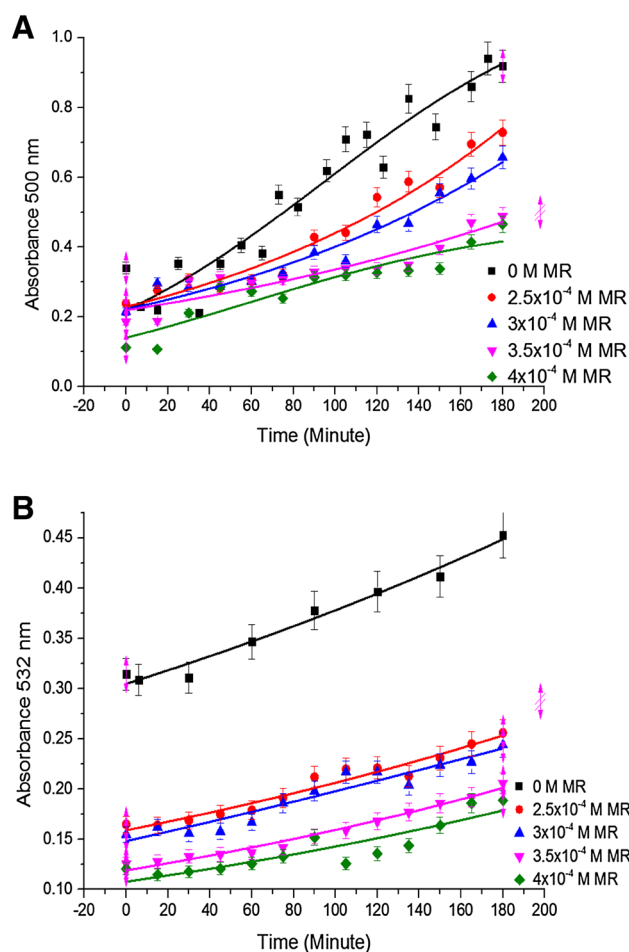 A
1.0
0.8
0.6
0.4
0.2
0.0
Absorbance 500 nm
0 M MR
2.5x10⁻⁴ M MR
3x10⁻⁴ M MR
3.5x10⁻⁴ M MR
4x10⁻⁴ M MR
-20 0 20 40 60 80 100 120 140 160 180 200
Time (Minute)
B
0.45
0.40
0.35
0.30
0.25
0.20
0.15
0.10
Absorbance 532 nm
0 M MR
2.5x10⁻⁴ M MR
3x10⁻⁴ M MR
3.5x10⁻⁴ M MR
4x10⁻⁴ M MR
-20 0 20 40 60 80 100 120 140 160 180 200
Time (Minute)